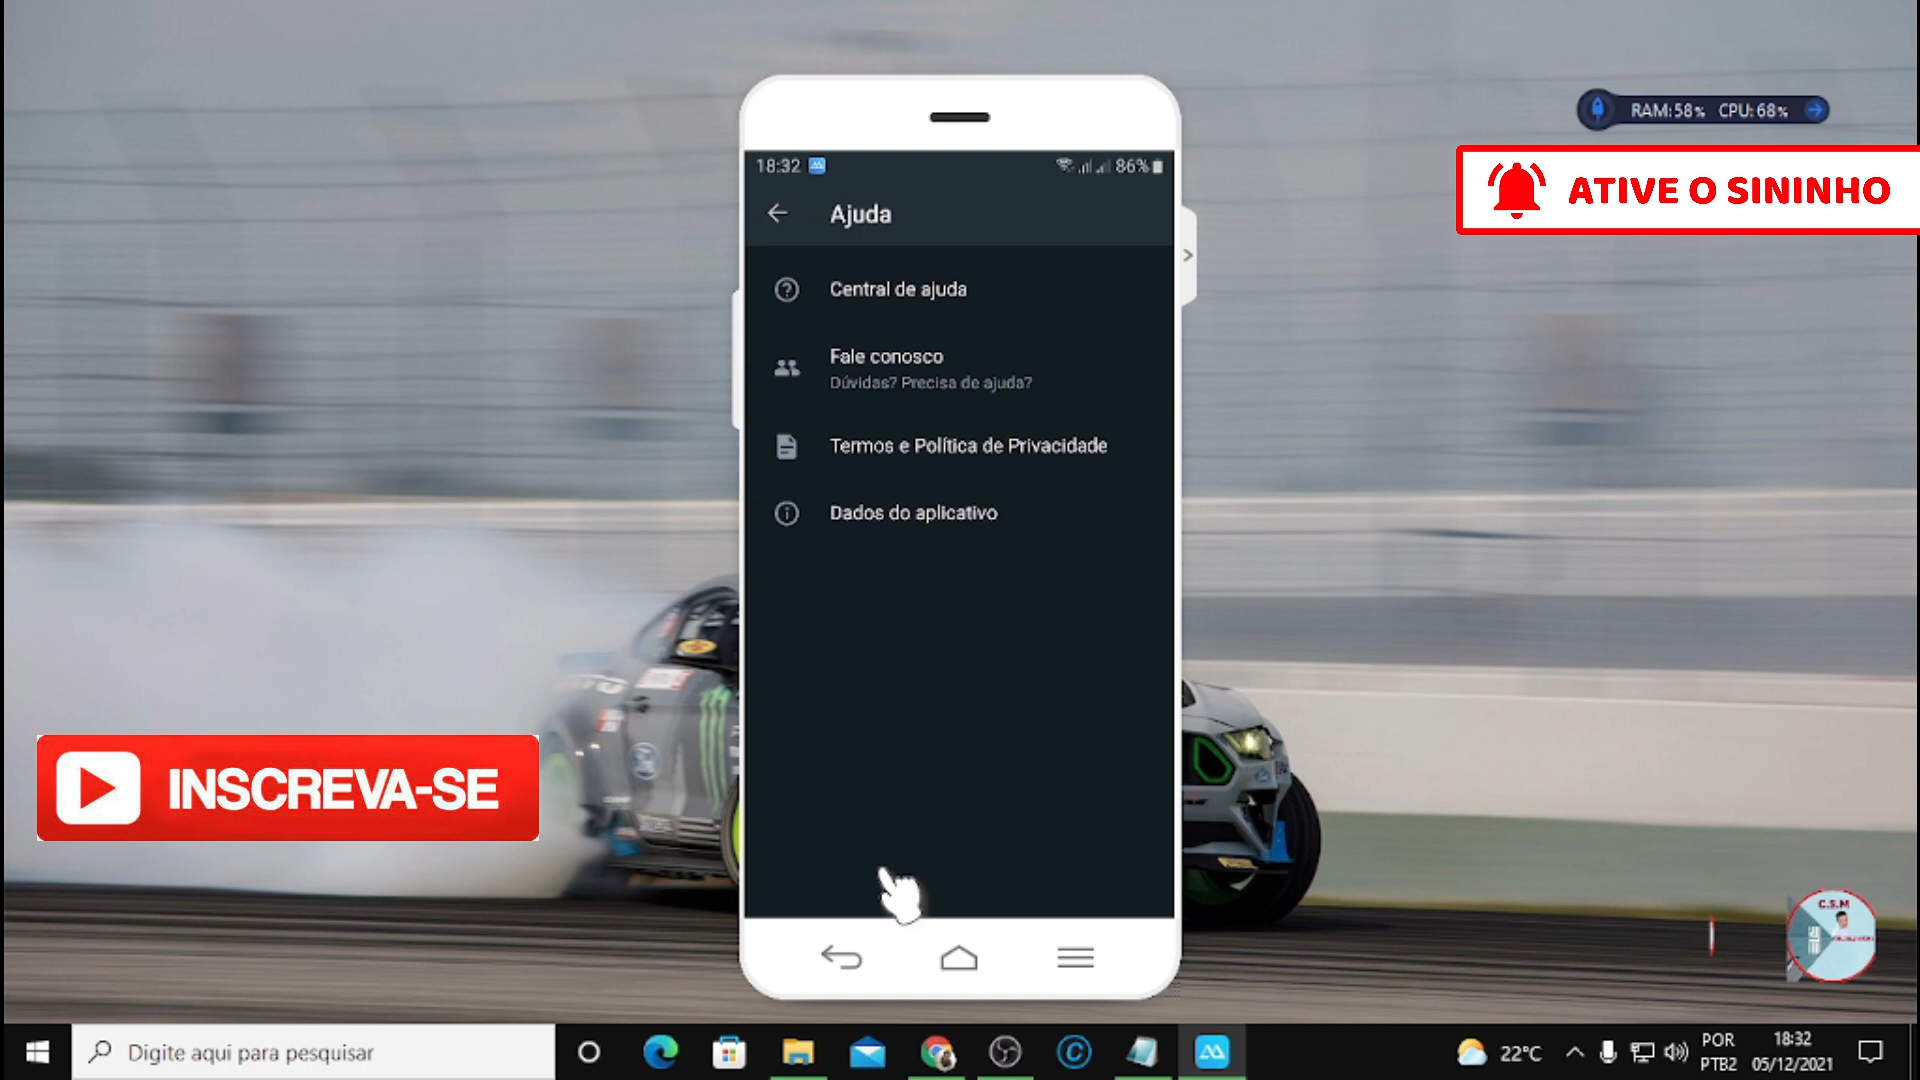 RAM:58% CPU:68%
ATIVE O SININHO
18:32
86%
Ajuda
Central de ajuda
Fale conosco
Dúvidas? Precisa de ajuda?
Termos e Política de Privacidade
Dados do aplicativo
INSCREVA-SE
C.S.M
Digite aqui para pesquisar
22°C
POR
PTB2
18:32
05/12/2021